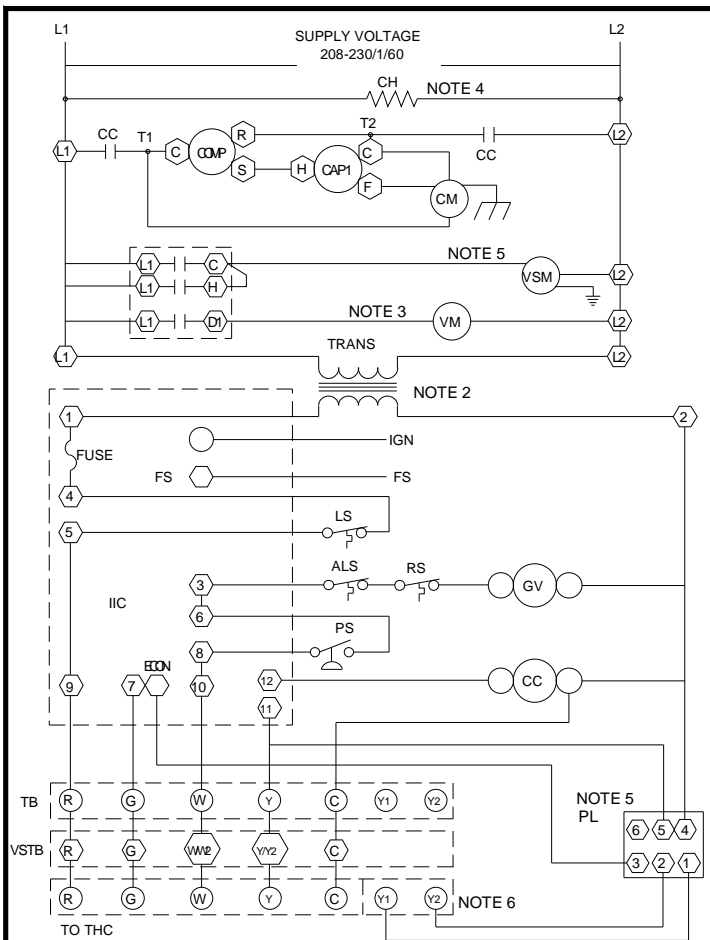 L1 SUPPLY VOLTAGE L2
208-230/1/60
CH NOTE 4
CC T1 R T2
L1 C COMP C CC L2
S H CAP1 F
CM
L1 C NOTE 5
L1 H VSM L2
L1 D1 NOTE 3 VM L2
TRANS
L1 L2
NOTE 2
1 2
IGN
FUSE
FS FS
4
LS
5
ALS RS
3 GV
IIC
6
PS
8
ECON
9 7 10 12 CC
11
TB R G W Y C Y1 Y2 NOTE 5
PL
6 5 4
VSTB R G W/W2 Y/Y2 C
3 2 1
R G W Y C Y1 Y2 NOTE 6
TO THC